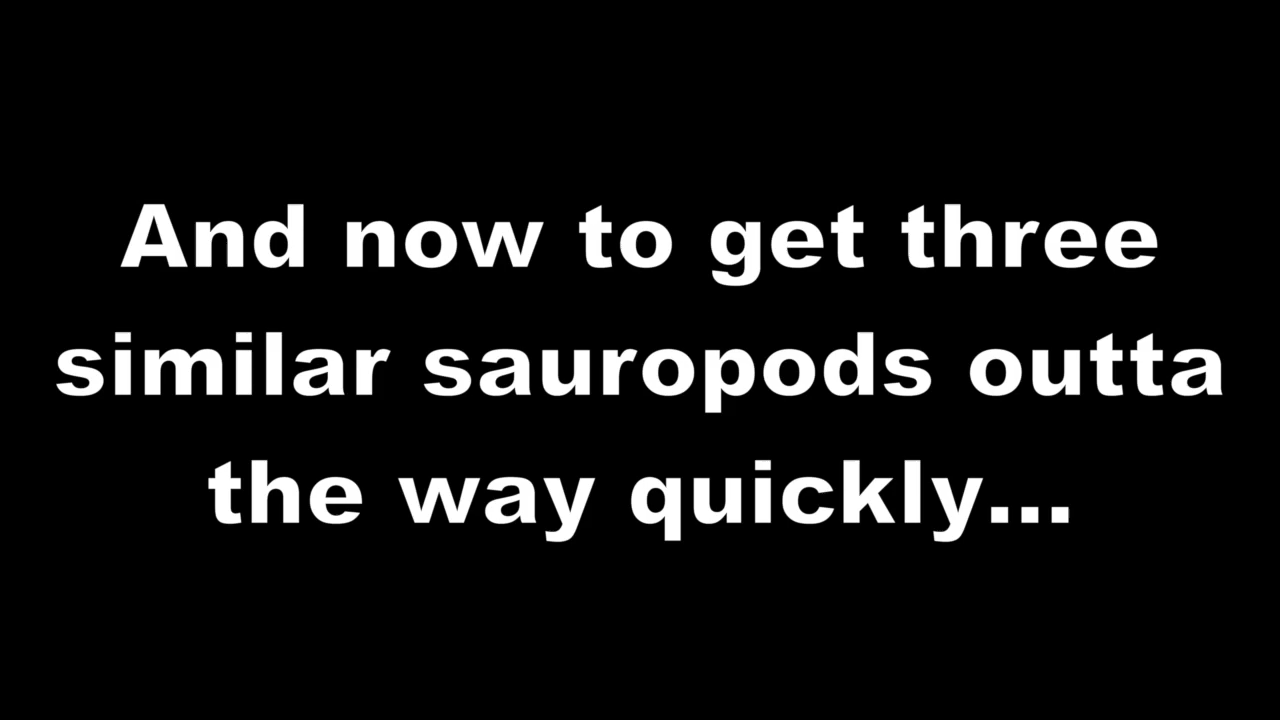 And now to get three
similar sauropods outta
the way quickly...